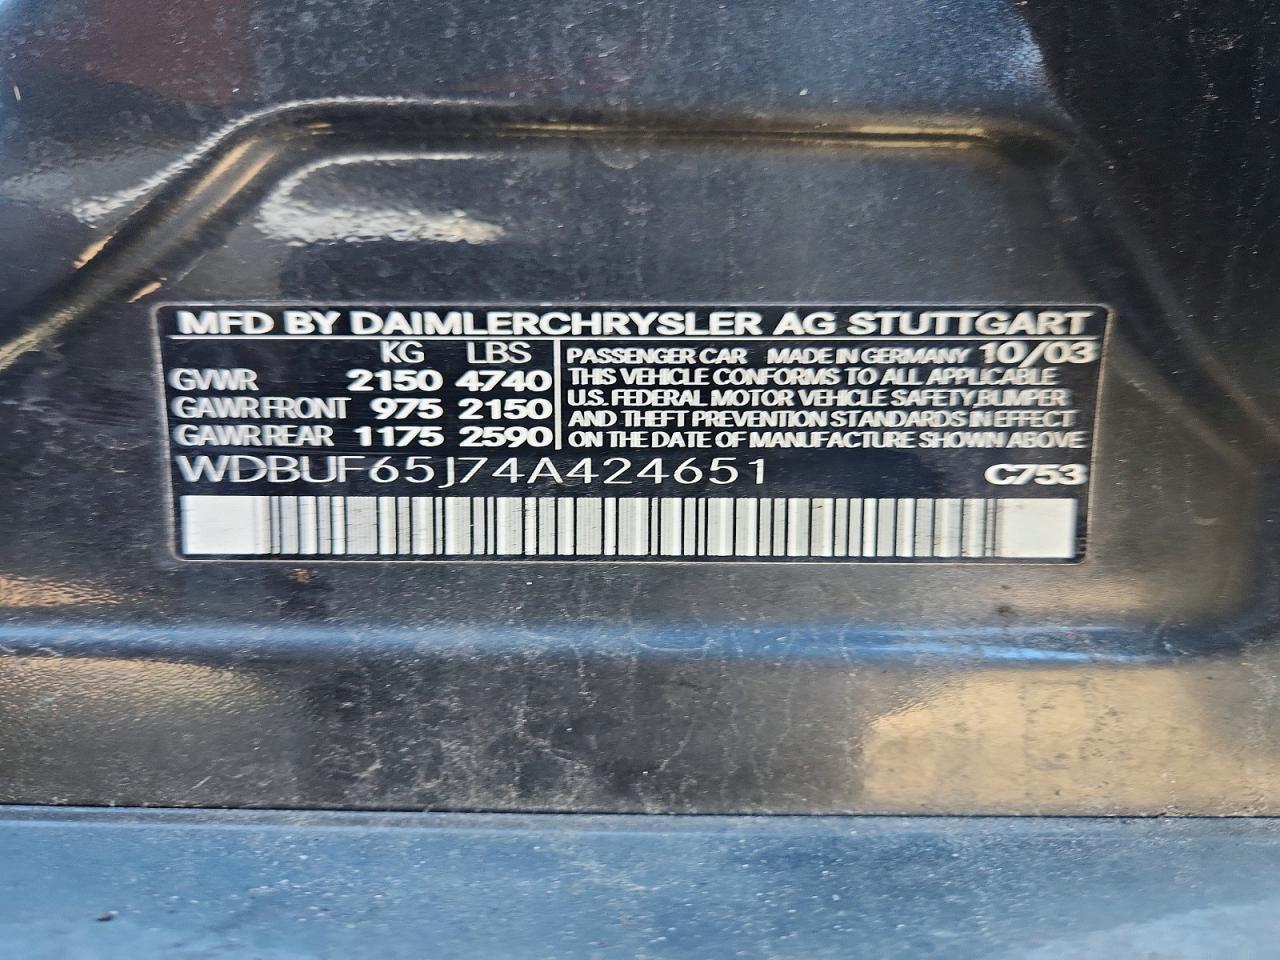 MFD BY DAIMLERCHRYSLER AG STUTTGART
KG LBS
GVWR 2150 4740
GAWR FRONT 975 2150
GAWR REAR 1175 2590
PASSENGER CAR MADE IN GERMANY 10/03
THIS VEHICLE CONFORMS TO ALL APPLICABLE
U.S. FEDERAL MOTOR VEHICLE SAFETY,BUMPER
AND THEFT PREVENTION STANDARDS IN EFFECT
ON THE DATE OF MANUFACTURE SHOWN ABOVE
WDBUF65J74A424651 C753